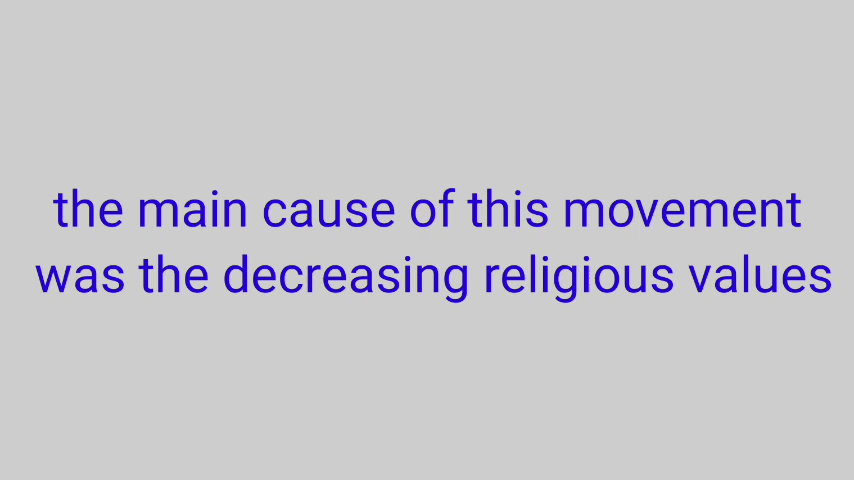 the main cause of this movement
was the decreasing religious values